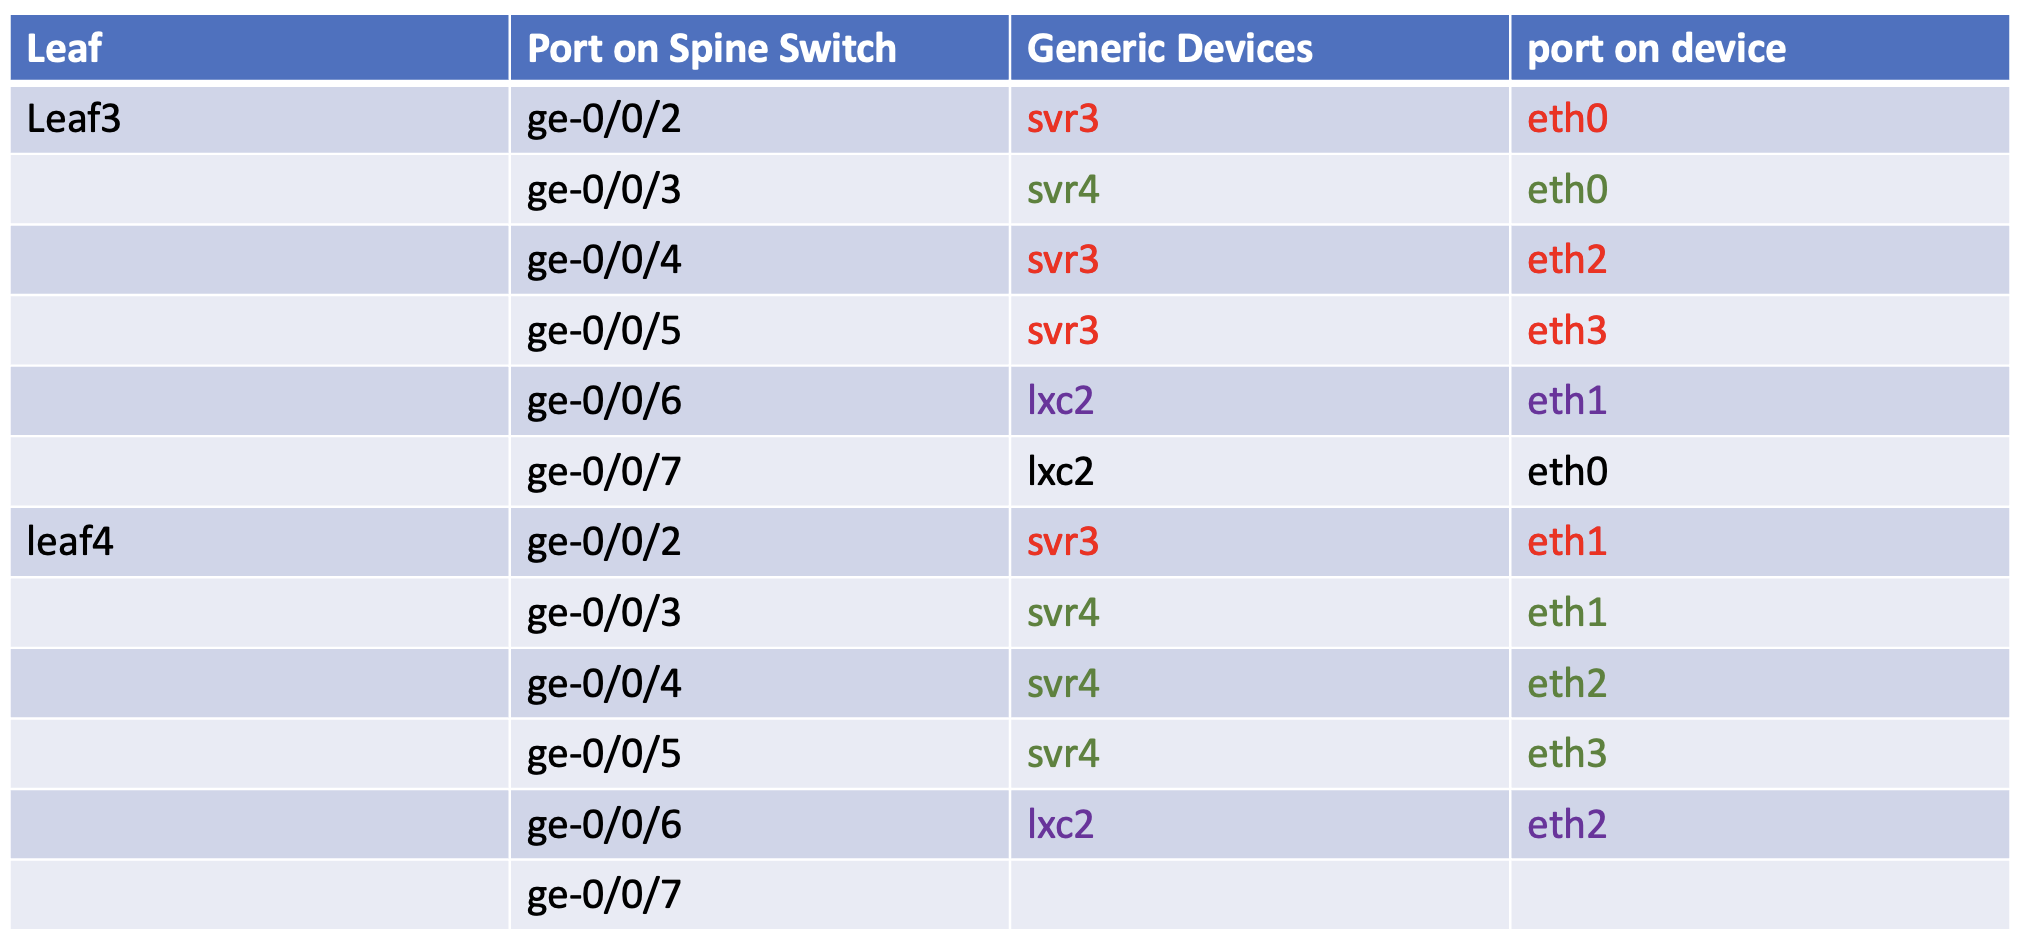 Leaf Port on Spine Switch Generic Devices port on device
Leaf3 ge-0/0/2 svr3 eth0
ge-0/0/3 svr4 eth0
ge-0/0/4 svr3 eth2
ge-0/0/5 svr3 eth3
ge-0/0/6 lxc2 eth1
ge-0/0/7 lxc2 eth0
leaf4 ge-0/0/2 svr3 eth1
ge-0/0/3 svr4 eth1
ge-0/0/4 svr4 eth2
ge-0/0/5 svr4 eth3
ge-0/0/6 lxc2 eth2
ge-0/0/7